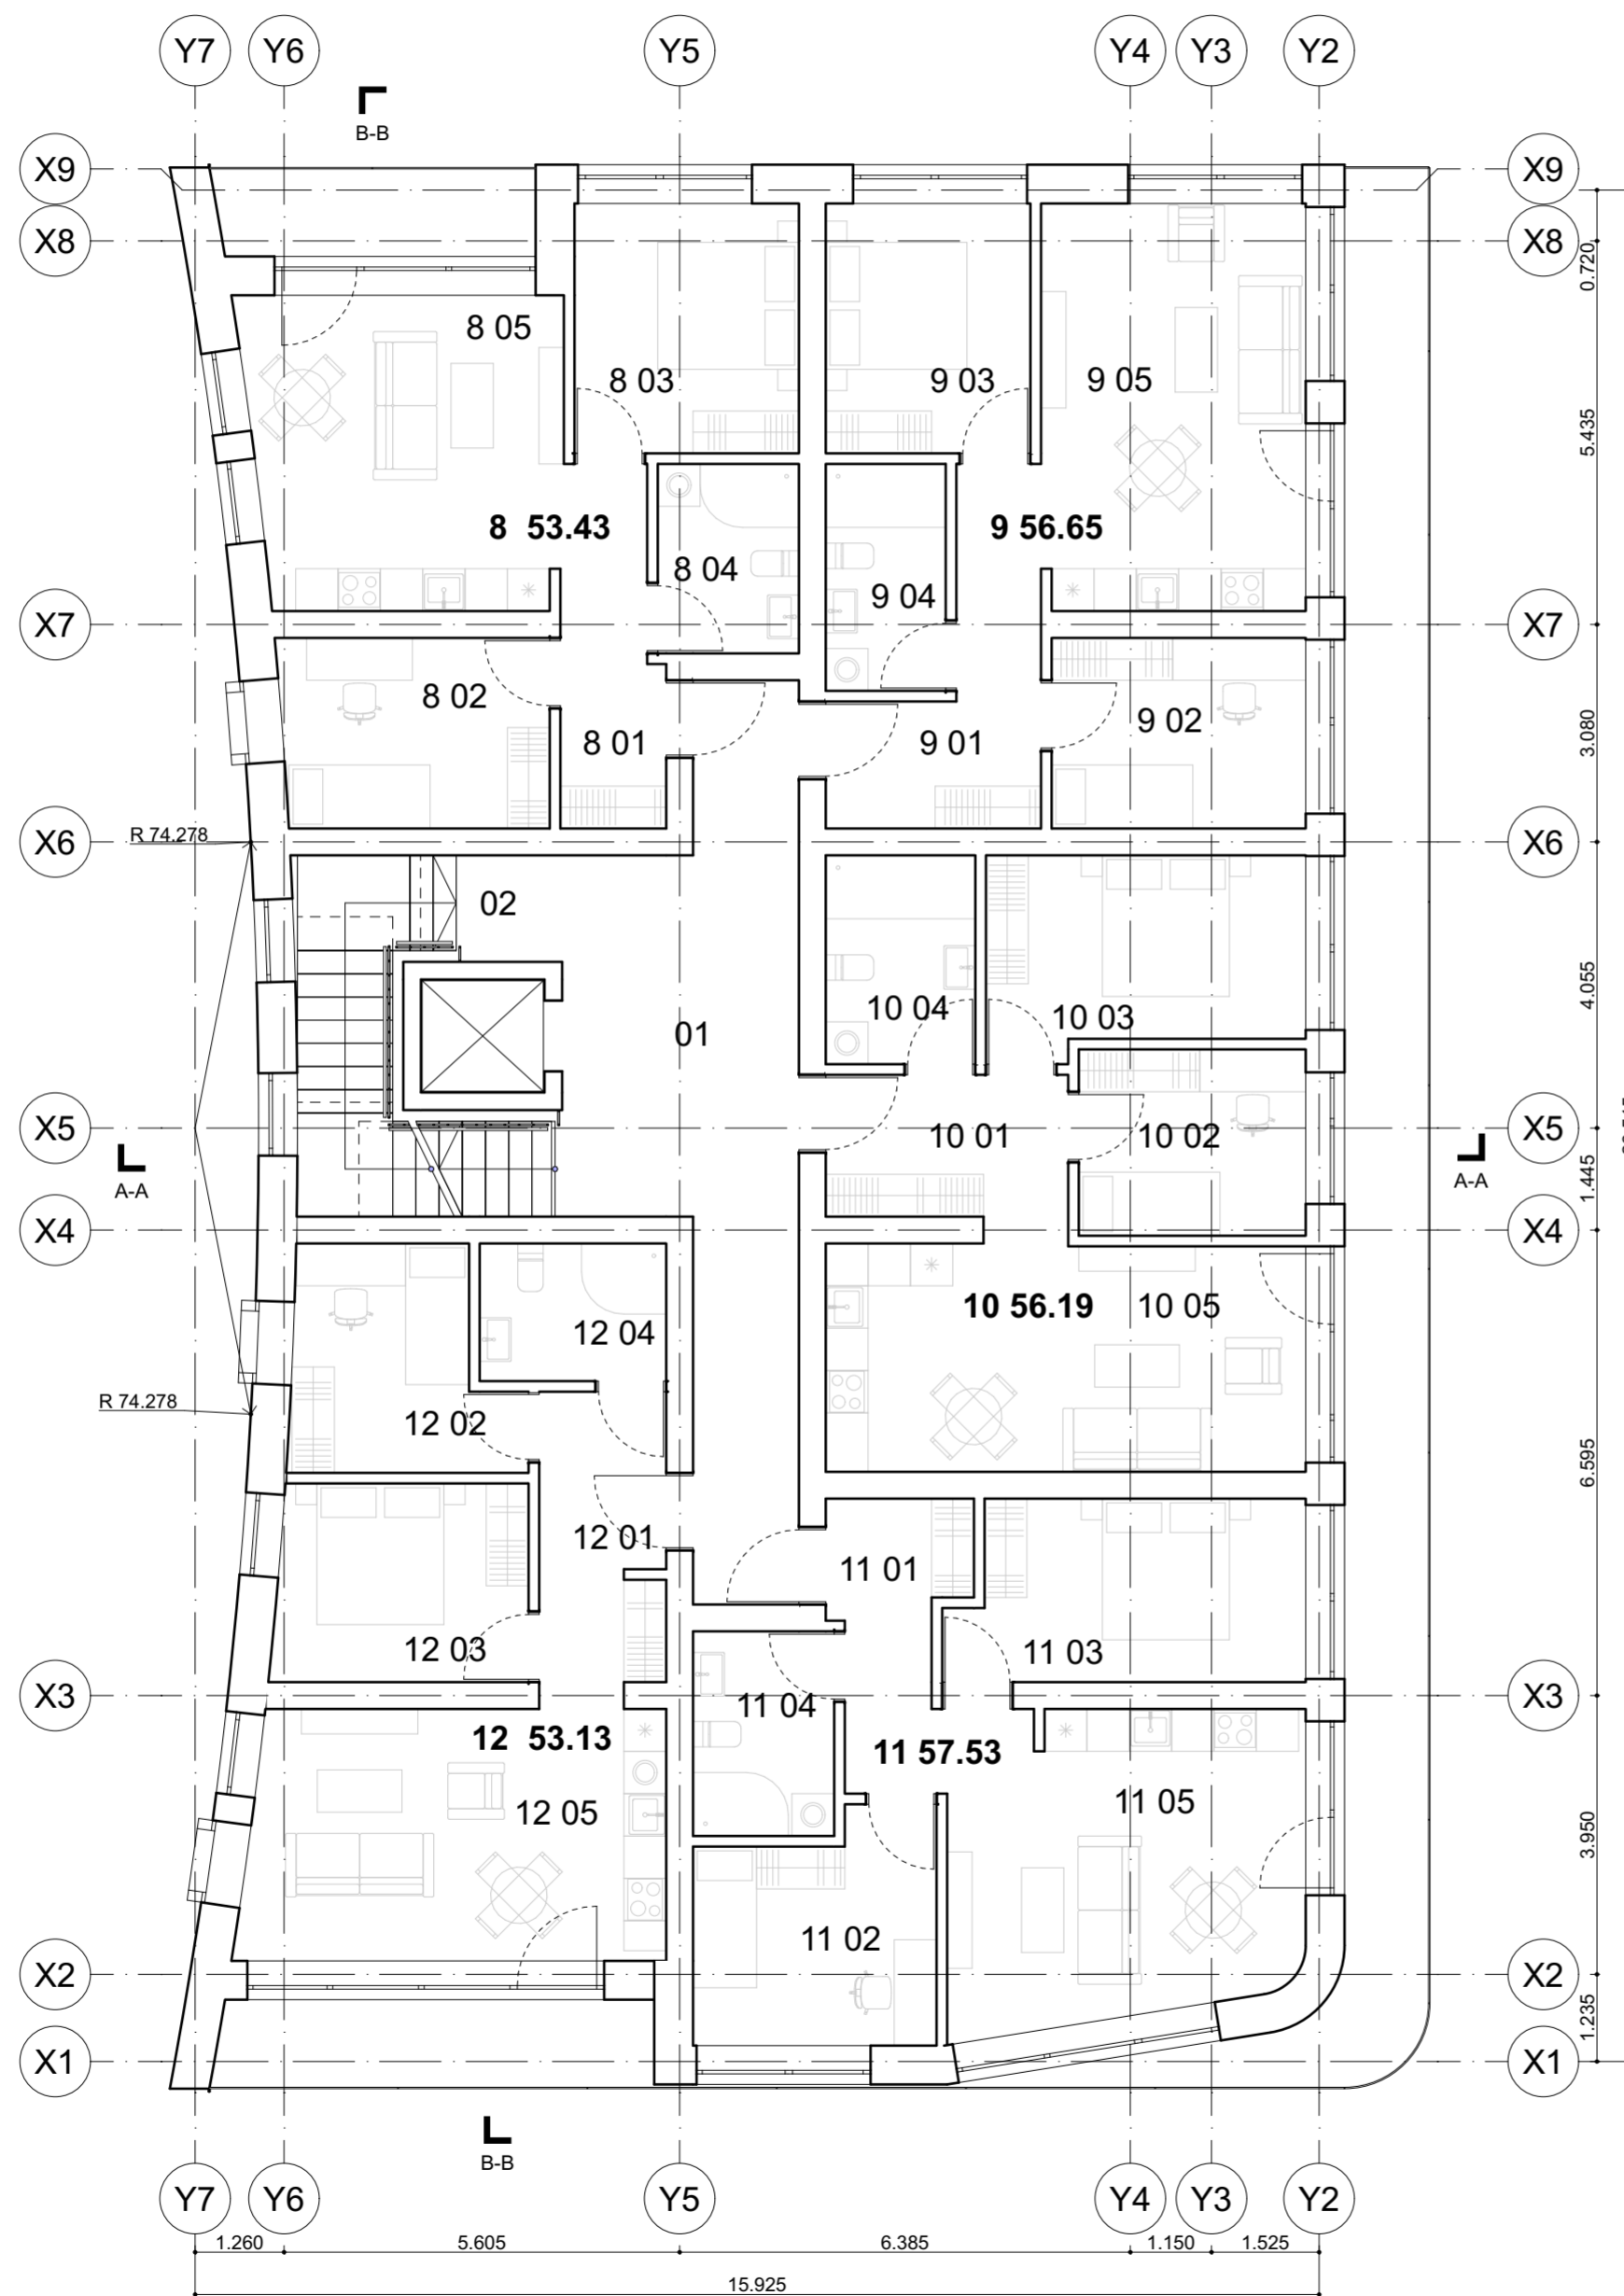 Y7 Y6 Y5 Y4 Y3 Y2
B-B
X9 X9
X8 X8
0.720
8 05
8 03 9 03 9 05
5.435
8 53.43 9 56.65
8 04
9 04
X7 X7
8 02
9 02
8 01 9 01
3.080
R 74.278
X6 X6
02
4.055
10 04 10 03
01
X5 X5
10 01 10 02
A-A A-A
1.445
X4 X4
10 56.19 10 05
12 04
R 74.278
12 02
6.595
12 01
11 01
12 03 11 03
X3 X3
11 04
12 53.13 11 57.53
12 05 11 05
3.950
11 02
X2 X2
1.235
X1 X1
B-B
Y7 Y6 Y5 Y4 Y3 Y2
1.260 5.605 6.385 1.150 1.525
15.925